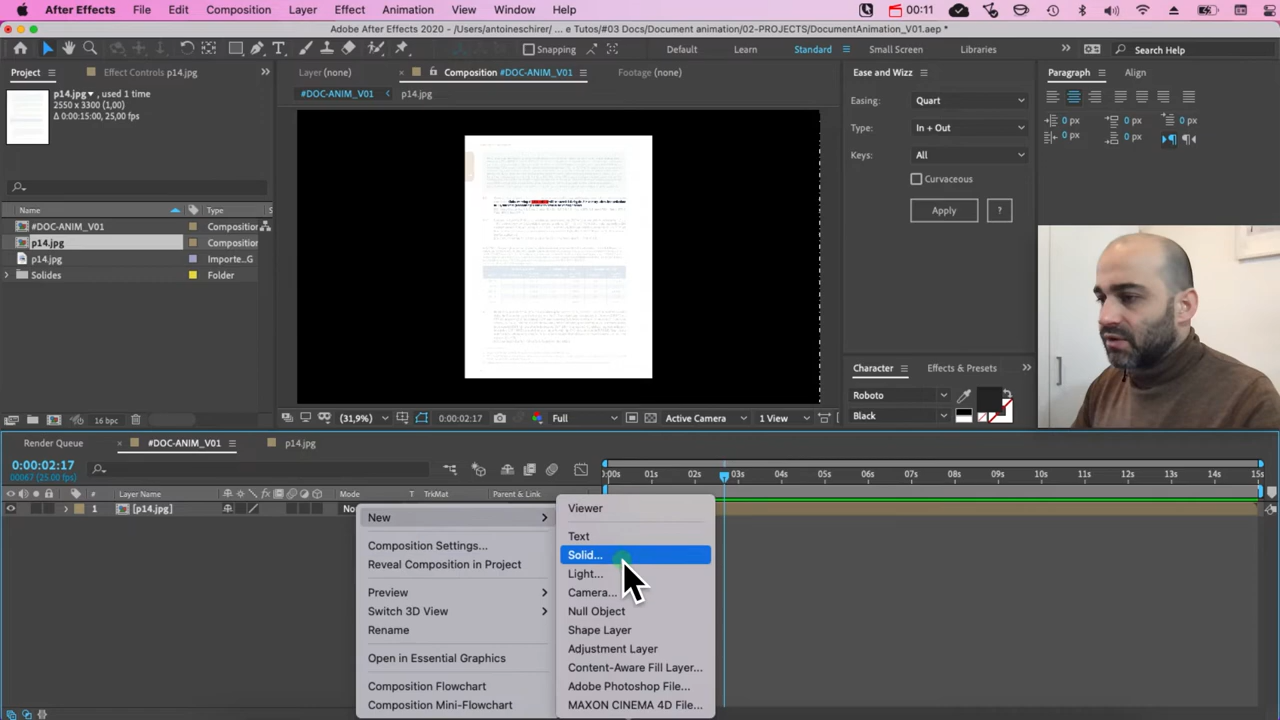 After Effects File Edit Composition Layer Effect Animation View Window Help 00:11
Adobe After Effects 2020 - /Users/antoineschirer/ ... e Tutos/#03 Docs/Document animation/02-PROJECTS/DocumentAnimation_V01.aep *
Snapping Default Learn Standard Small Screen Libraries Search Help
Project Effect Controls p14.jpg Layer (none) Composition #DOC-ANIM_V01 Footage (none) Ease and Wizz Paragraph Align
p14.jpg , used 1 time
2550 x 3300 (1,00)
Δ 0:00:15:00, 25,00 fps
#DOC-ANIM_V01 p14.jpg
Easing: Quart
Type: In + Out
Keys: All
Curvaceous
Apply ?
0 px 0 px 0 px
0 px 0 px
Name Type S
#DOC-ANIM_V01 Compositio
p14.jpg Compositio
p14.jpg Importe...G
Solides Folder
Character Effects & Presets
Roboto
Black
16 bpc (31,9%) 0:00:02:17 Full Active Camera 1 View
Render Queue #DOC-ANIM_V01 p14.jpg
0:00:02:17
00067 (25.00 fps)
:00s 01s 02s 03s 04s 05s 06s 07s 08s 09s 10s 11s 12s 13s 14s 15s
# Layer Name Mode T TrkMat Parent & Link
1 [p14.jpg] No
New
Composition Settings...
Reveal Composition in Project
Preview
Switch 3D View
Rename
Open in Essential Graphics
Composition Flowchart
Composition Mini-Flowchart
Viewer
Text
Solid...
Light...
Camera...
Null Object
Shape Layer
Adjustment Layer
Content-Aware Fill Layer...
Adobe Photoshop File...
MAXON CINEMA 4D File...